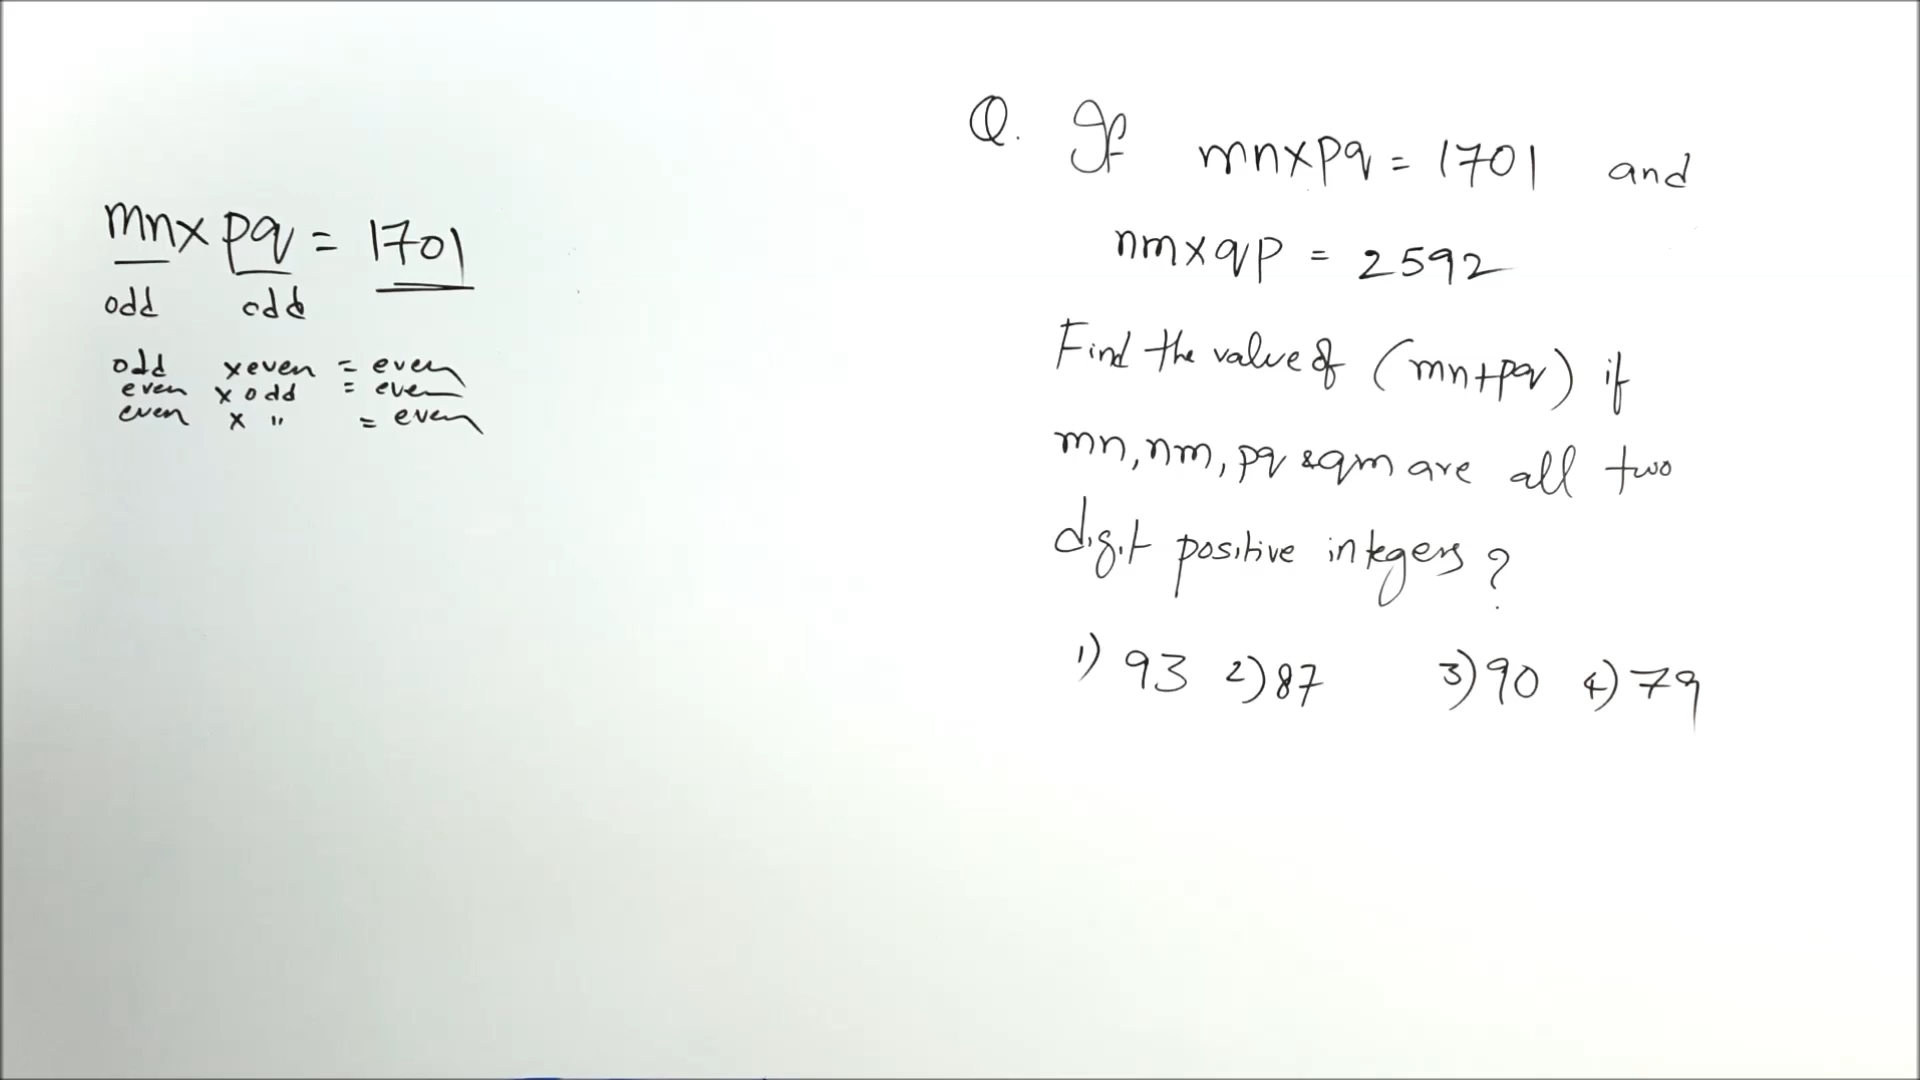 mn x pq = 1701
odd odd
odd x even = even
even x odd = even
even x " = even
Q. If mnxpq = 1701 and
nm x qp = 2592
Find the value of (mn+pq) if
mn, nm, pq & qm are all two
digit positive integers ?
1) 93 2) 87 3) 90 4) 79